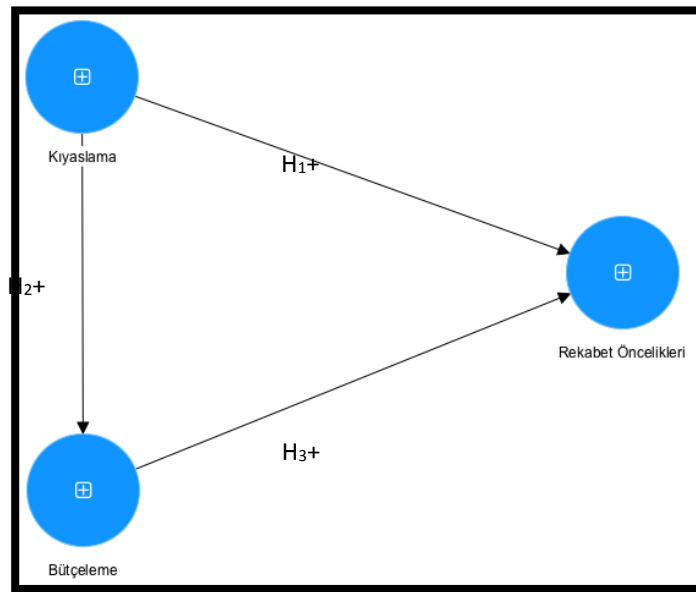 Kıyaslama
H₁+
H₂+
Rekabet Öncelikleri
H₃+
Bütçeleme